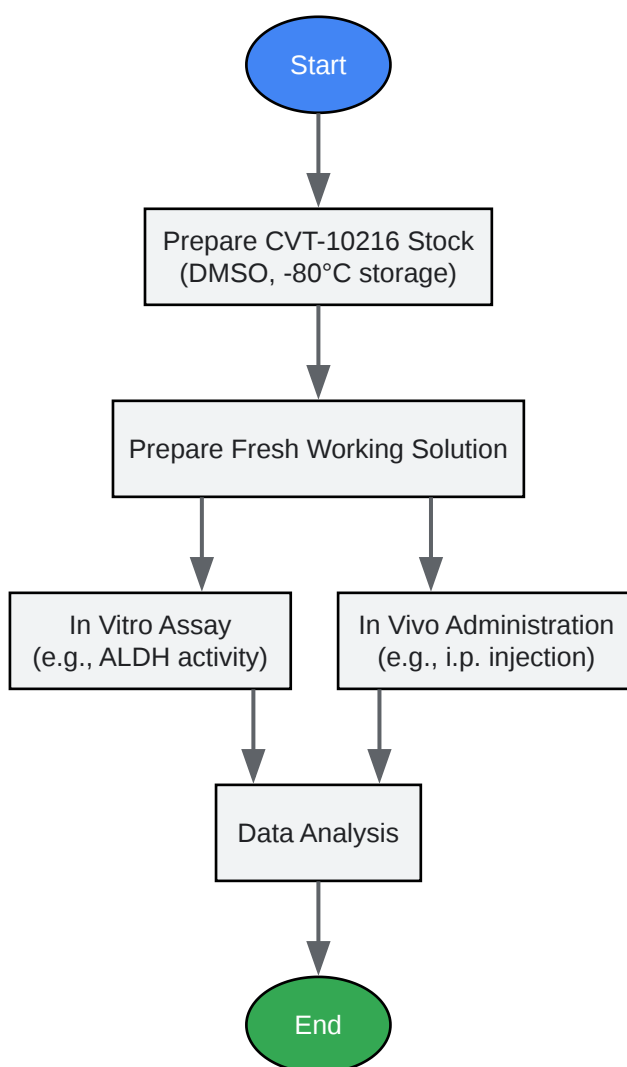 Start
Prepare CVT-10216 Stock
(DMSO, -80°C storage)
Prepare Fresh Working Solution
In Vitro Assay
(e.g., ALDH activity)
In Vivo Administration
(e.g., i.p. injection)
Data Analysis
End